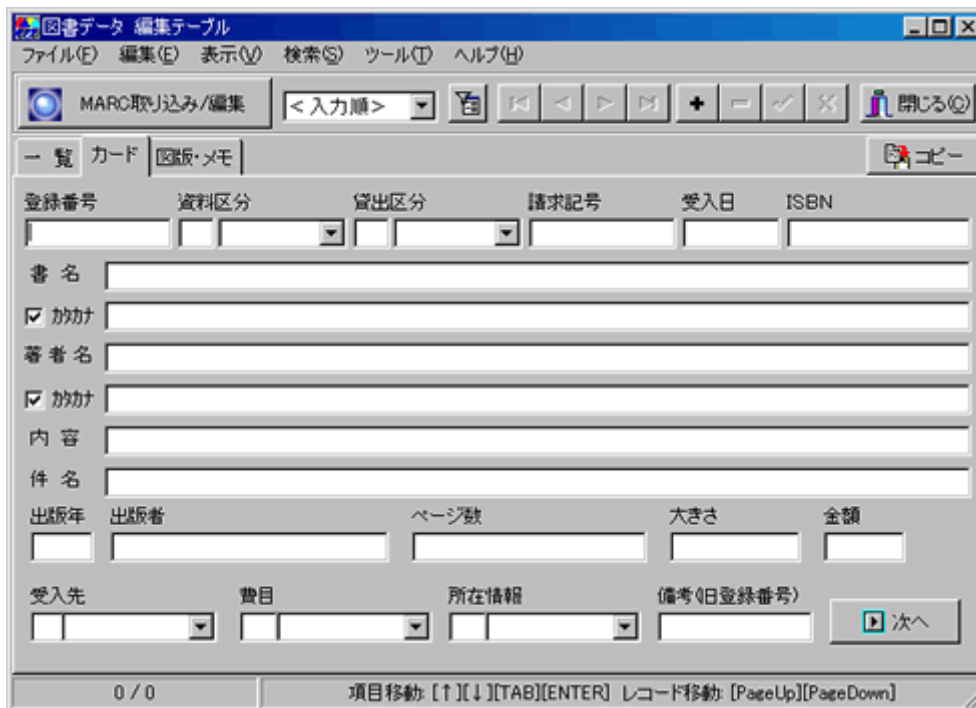 図書データ 編集テーブル
ファイル(F) 編集(E) 表示(V) 検索(S) ツール(T) ヘルプ(H)
MARC取り込み/編集 <入力順> 閉じる(C)
一 覧 カード 図版・メモ コピー
登録番号 資料区分 貸出区分 請求記号 受入日 ISBN
書 名
カタカナ
著 者 名
カタカナ
内 容
件 名
出版年 出版者 ページ数 大きさ 金額
受入先 費目 所在情報 備考(旧登録番号)
次へ
0 / 0 項目移動: [↑][↓][TAB][ENTER] レコード移動: [PageUp][PageDown]